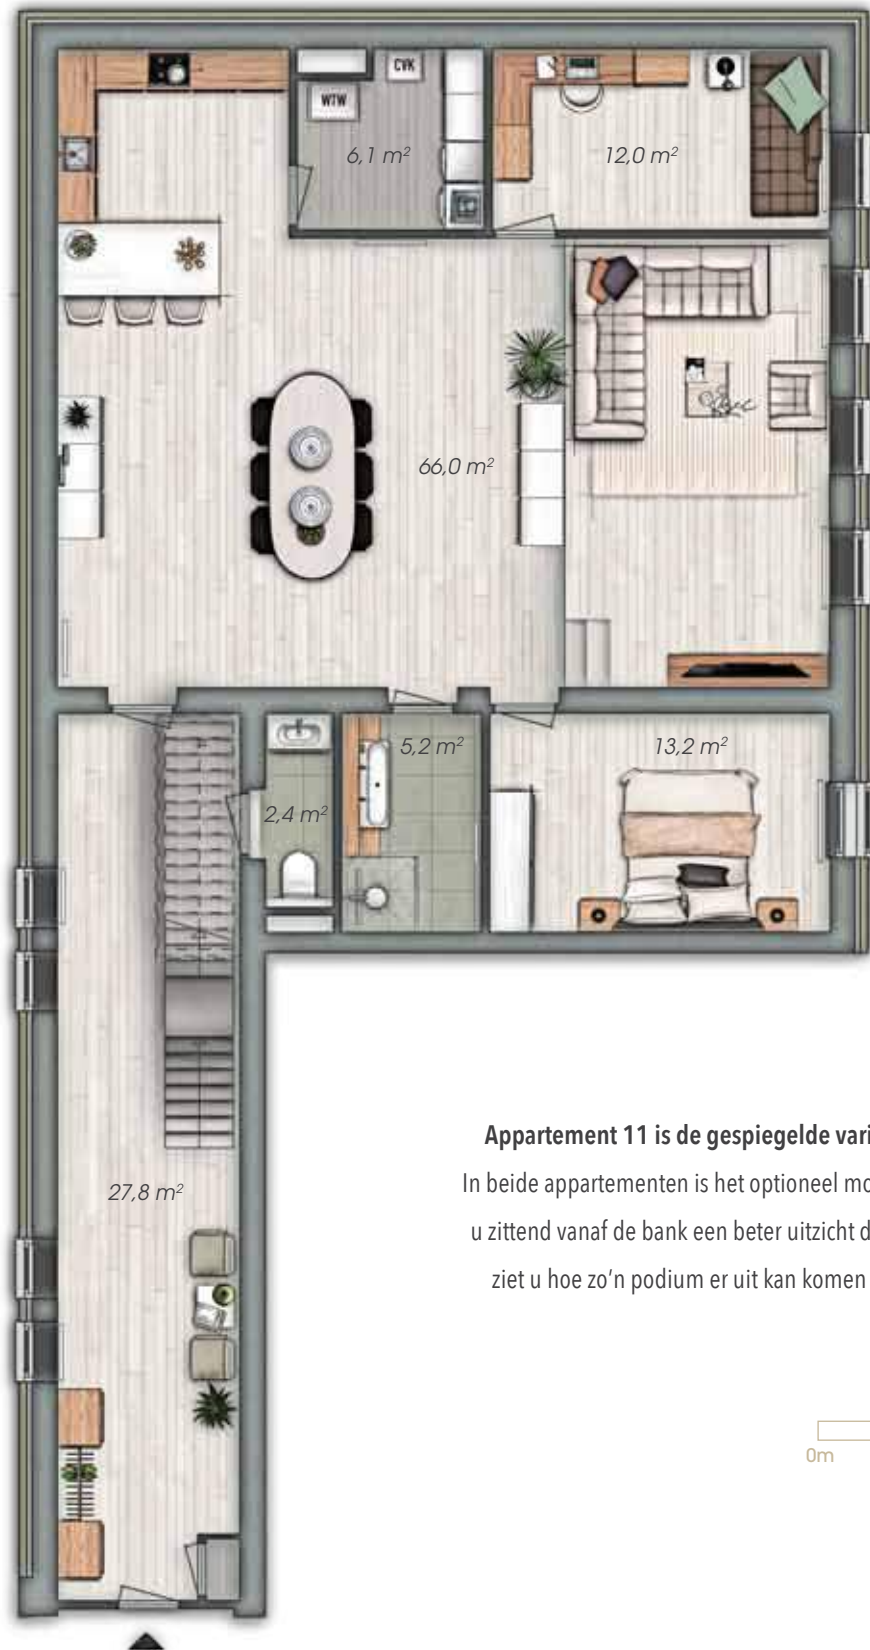 CVK
WTW
6,1 m²
12,0 m²
66,0 m²
5,2 m²
13,2 m²
2,4 m²
Appartement 11 is de gespiegelde vari
In beide appartementen is het optioneel mo
u zittend vanaf de bank een beter uitzicht d
27,8 m²
ziet u hoe zo'n podium er uit kan komen
0m